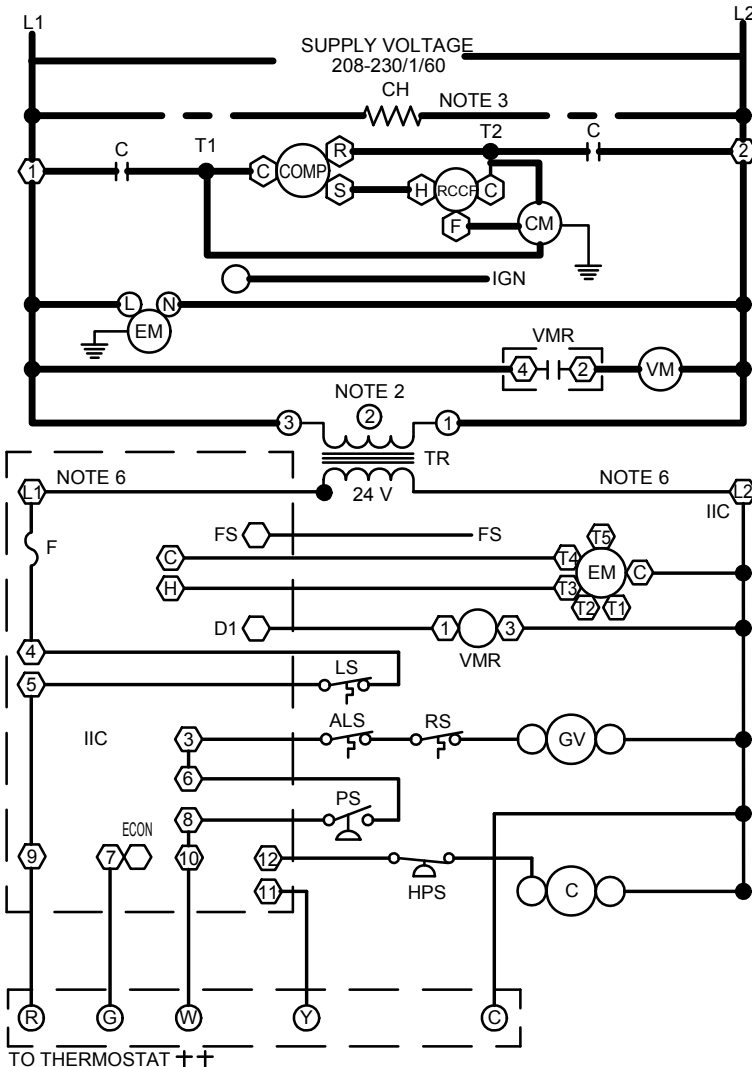 L1 L2
SUPPLY VOLTAGE
208-230/1/60
CH NOTE 3
C T1 T2 C
1 C COMP R 2
S H RCCF C
F CM
IGN
L N
EM
VMR
4 2 VM
NOTE 2
3 2 1
TR
L1 NOTE 6 24 V NOTE 6 L2
IIC
FS FS
F T5
C T4 EM C
H T3
T2 T1
D1 1 3
VMR
4
LS
5
ALS RS
IIC 3 GV
6
PS
8
ECON
9 7 10 12
HPS C
11
R G W Y C
TO THERMOSTAT ++